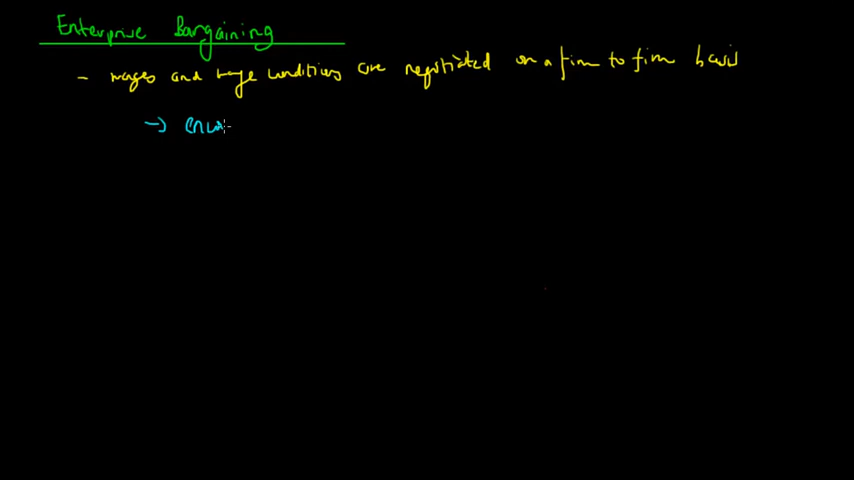 Enterprise Bargaining
- wages and wage conditions are negotiated on a firm to firm basis
→